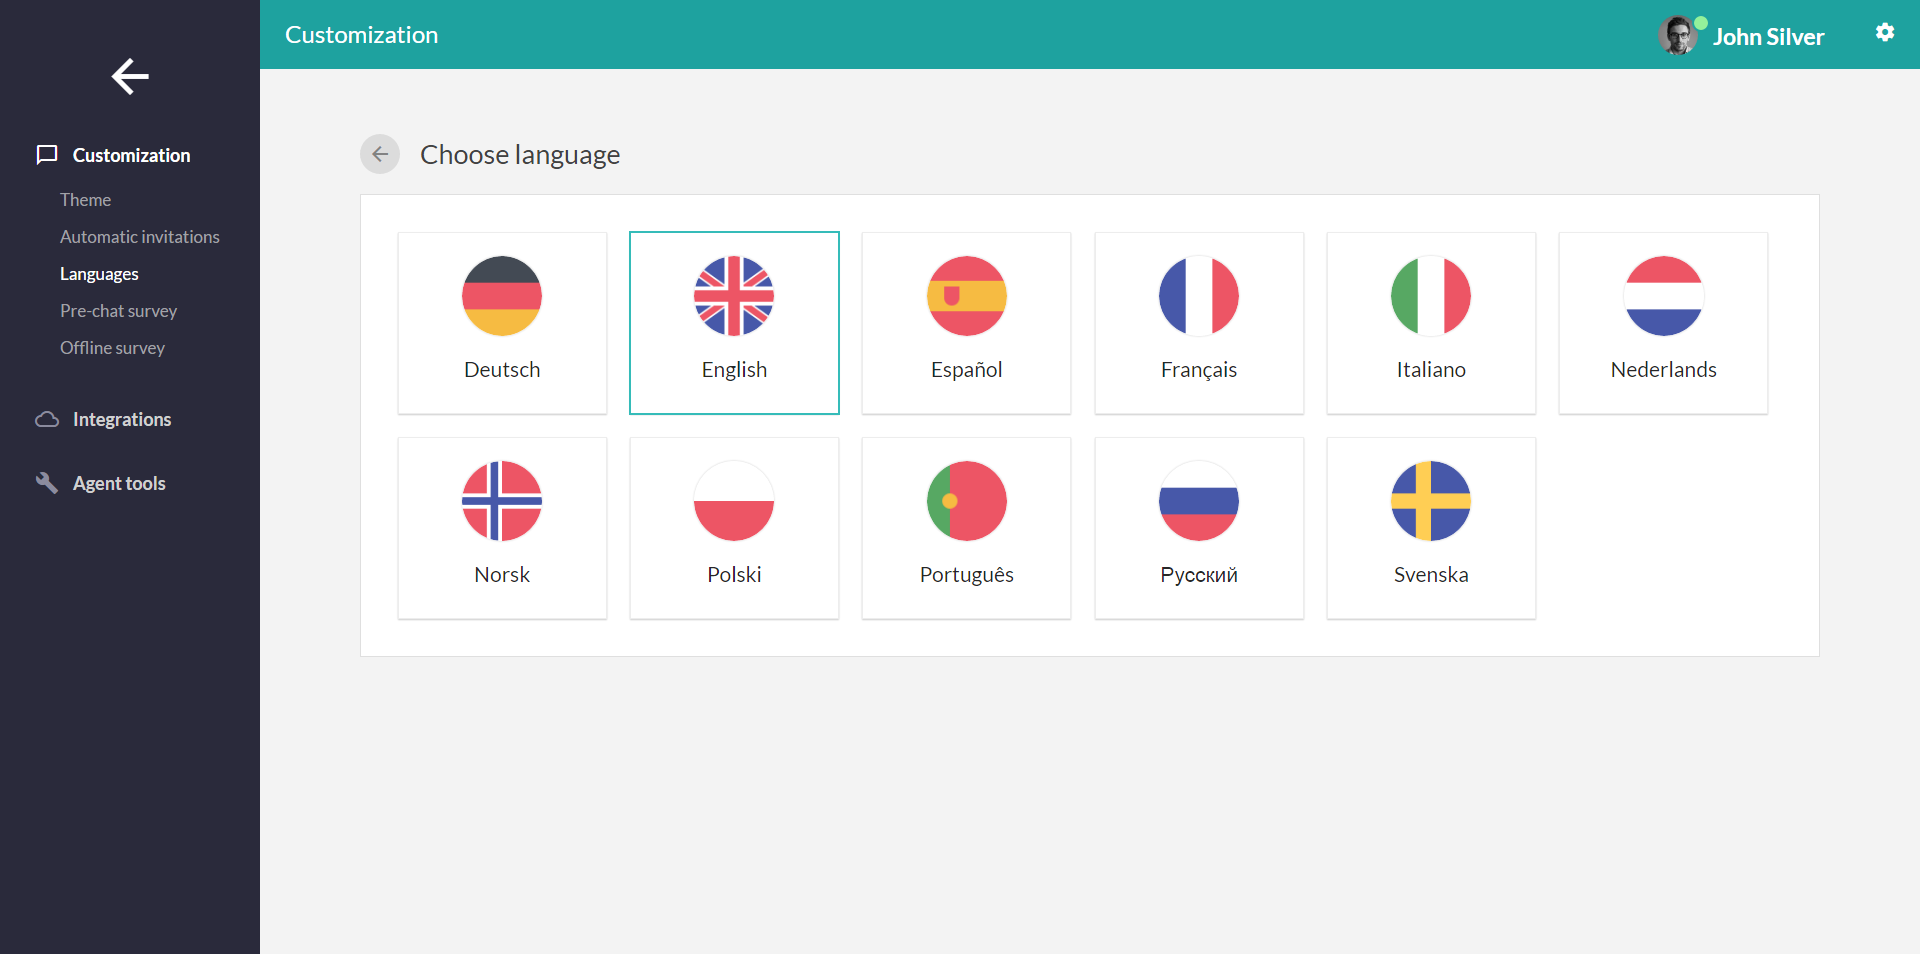 Customization
John Silver
Customization
Theme
Automatic invitations
Languages
Pre-chat survey
Offline survey
Integrations
Agent tools
Choose language
Deutsch
English
Español
Français
Italiano
Nederlands
Norsk
Polski
Português
Русский
Svenska